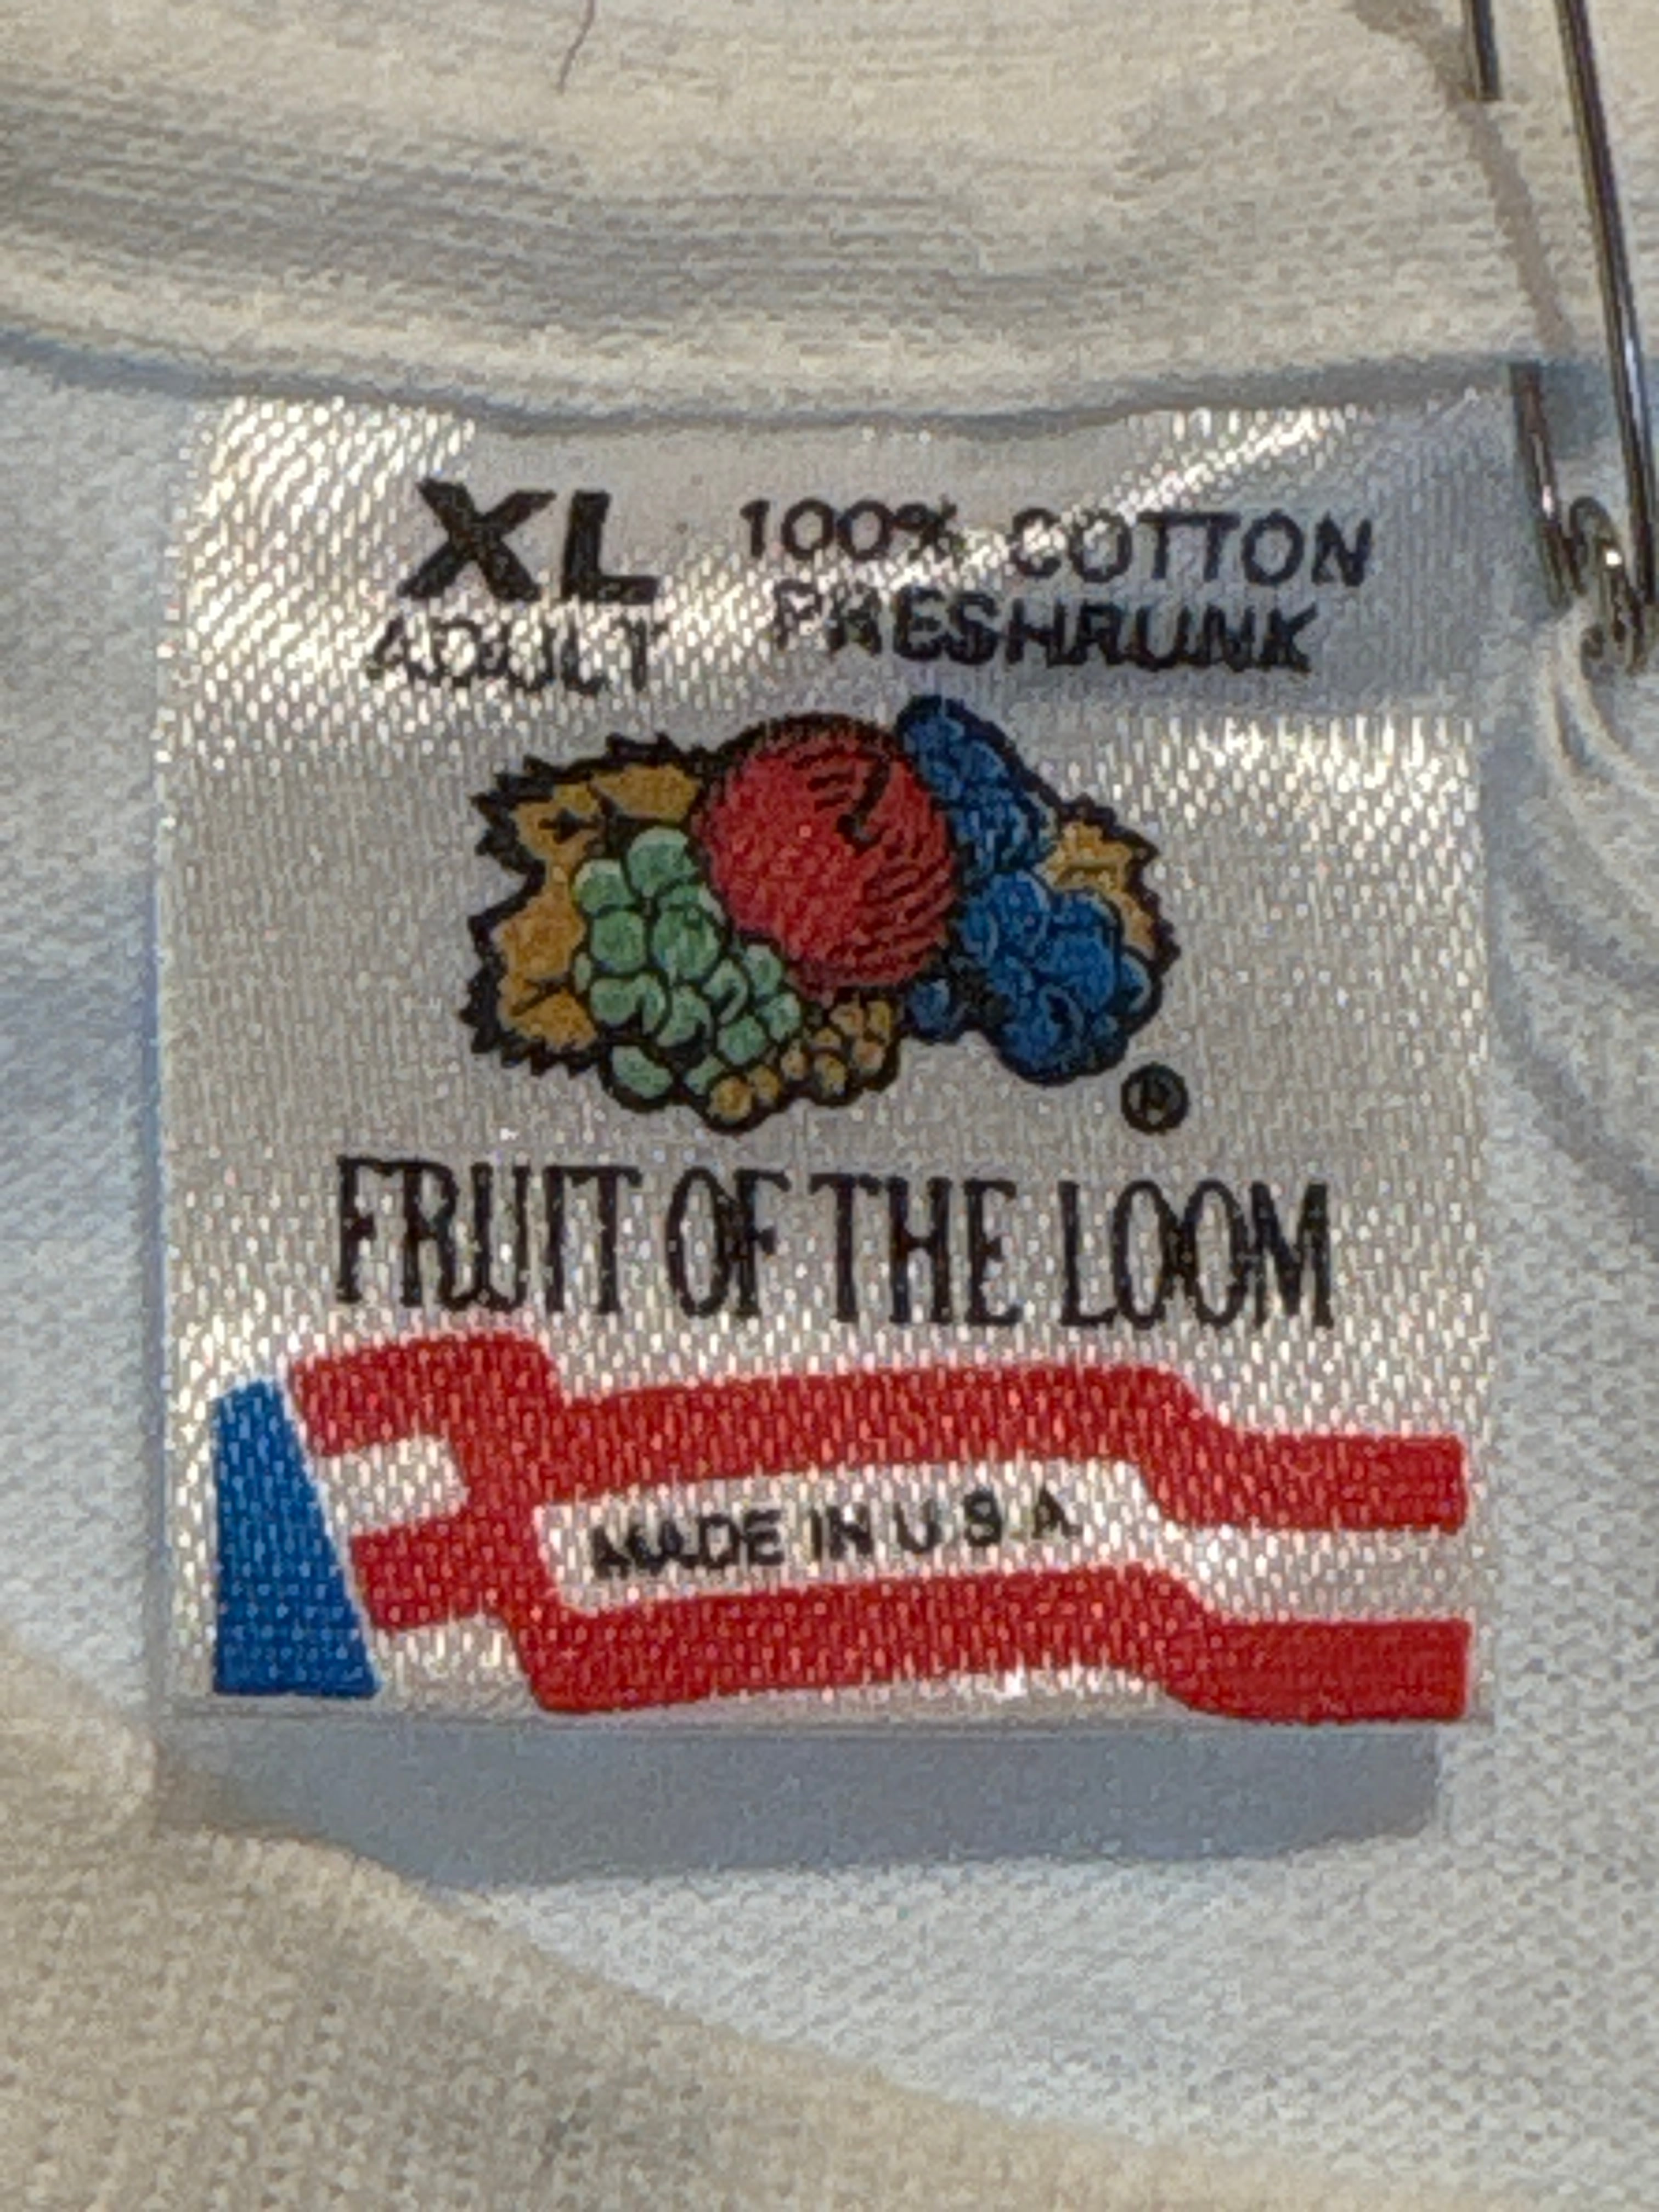 XL 100% COTTON
ADULT PRESHRUNK
®
FRUIT OF THE LOOM
MADE IN U.S.A.